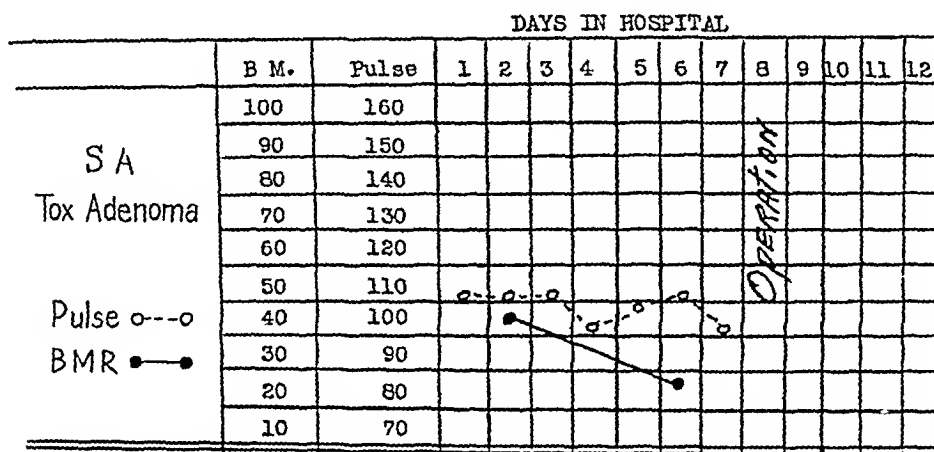 DAYS IN HOSPITAL
B M. Pulse 1 2 3 4 5 6 7 8 9 10 11 12
100 160
90 150
80 140
70 130
60 120
50 110
40 100
30 90
20 80
10 70
S A
Tox Adenoma
Pulse
BMR
OPERATION